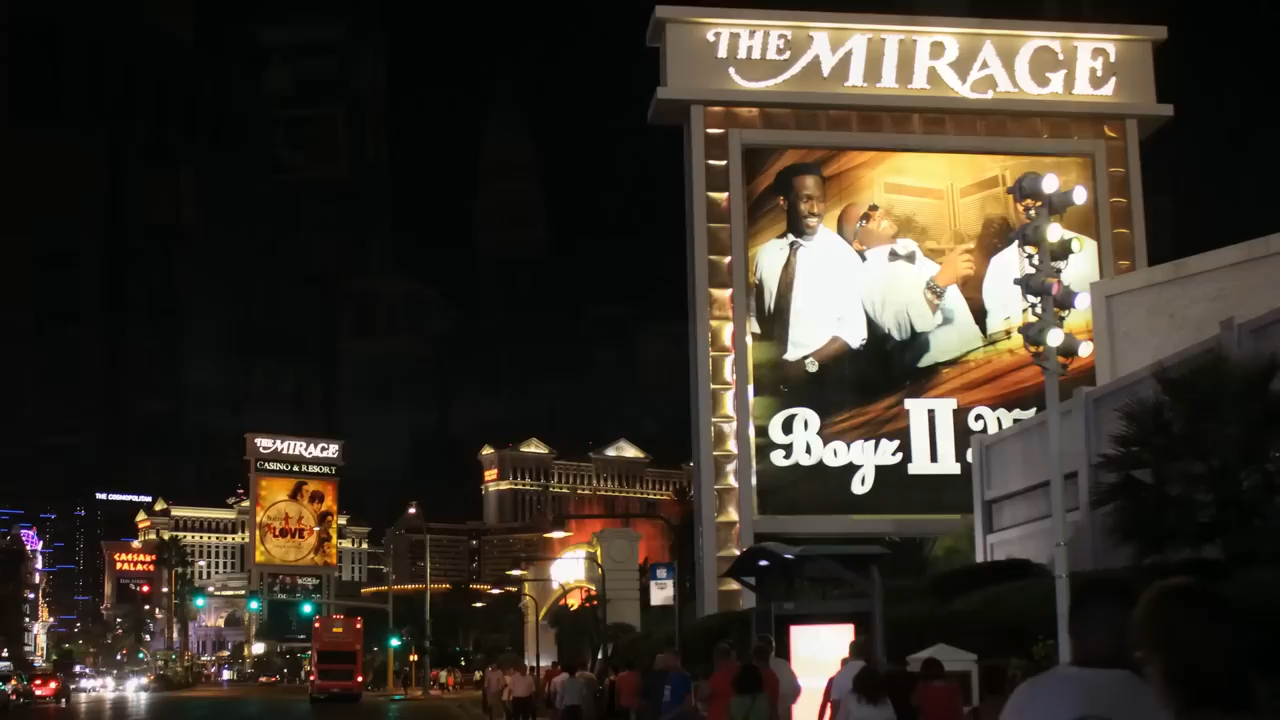 THE MIRAGE
Boyz II M
THE MIRAGE
CASINO & RESORT
LOVE
THE COSMOPOLITAN
CAESARS
PALACE